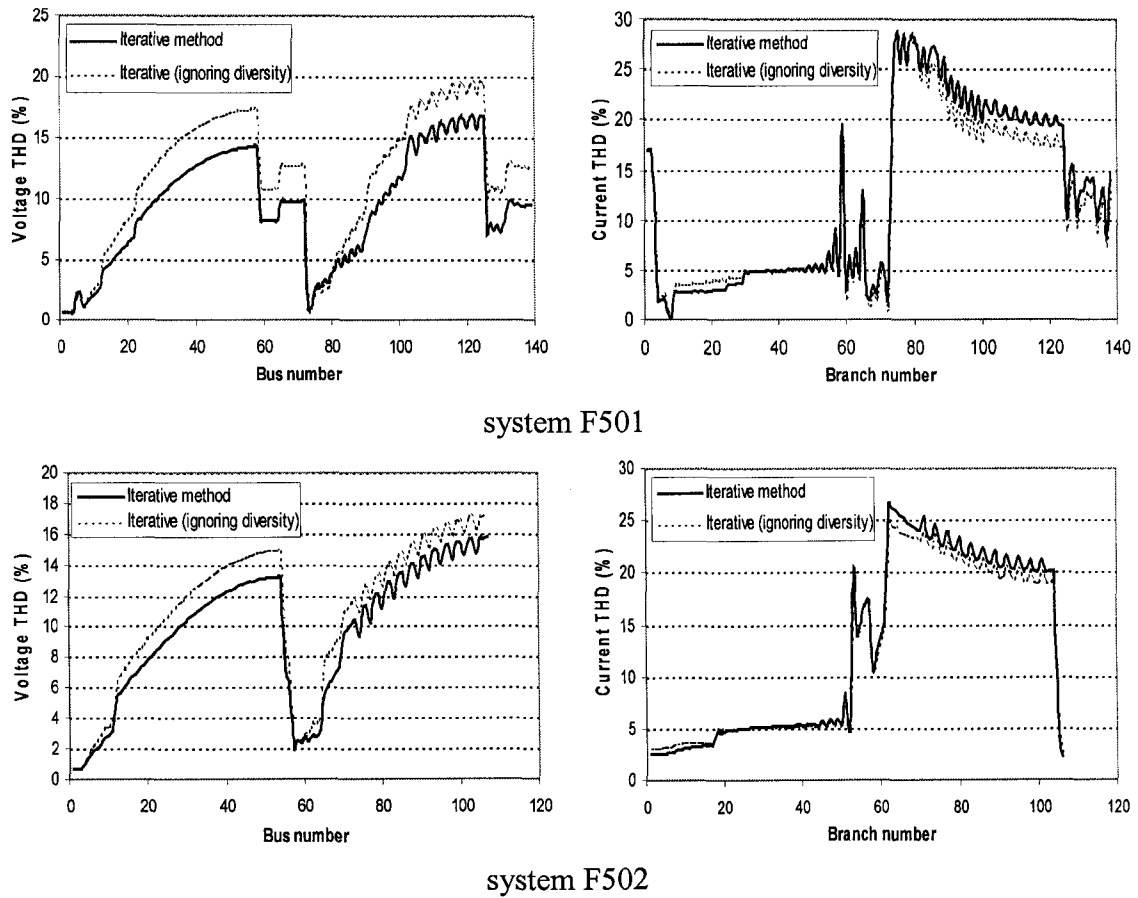 25
20
15
10
5
0
Voltage THD (%)
Iterative method
Iterative (ignoring diversity)
0 20 40 60 80 100 120 140
Bus number
30
25
20
15
10
5
0
Current THD (%)
Iterative method
Iterative (ignoring diversity)
0 20 40 60 80 100 120 140
Branch number
system F501
20
18
16
14
12
10
8
6
4
2
0
Voltage THD (%)
Iterative method
Iterative (ignoring diversity)
0 20 40 60 80 100 120
Bus number
30
25
20
15
10
5
0
Current THD (%)
Iterative method
Iterative (ignoring diversity)
0 20 40 60 80 100 120
Branch number
system F502